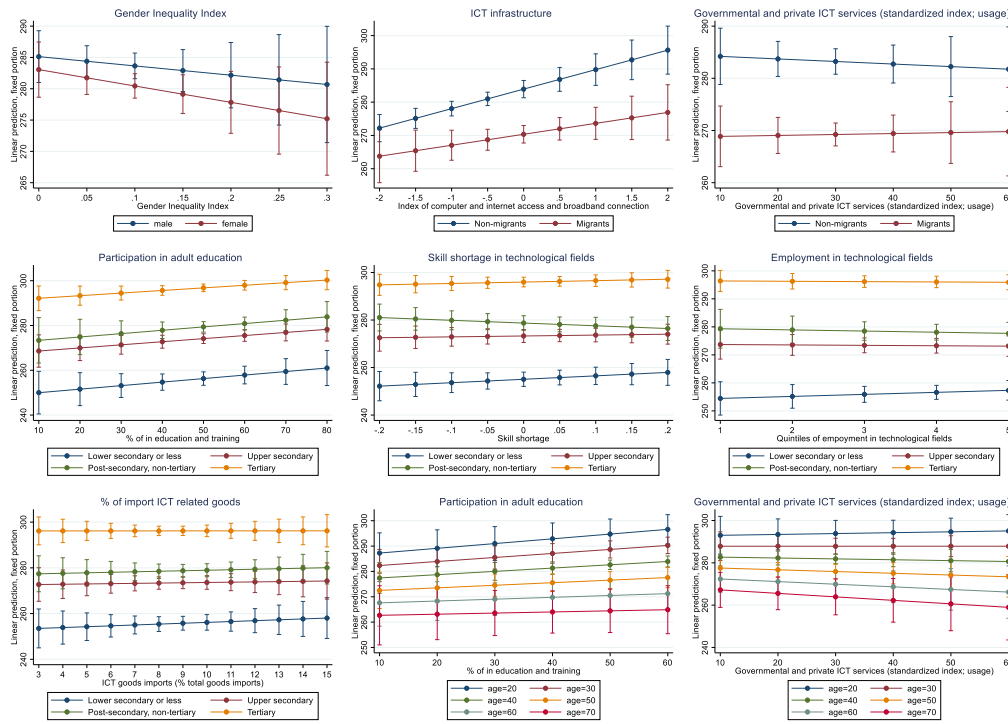 Gender Inequality Index
Linear prediction, fixed portion
265 270 275 280 285 290
0 .05 .1 .15 .2 .25 .3
Gender Inequality Index
male female
ICT infrastructure
Linear prediction, fixed portion
260 270 280 290 300
-2 -1.5 -1 -.5 0 .5 1 1.5 2
Index of computer and internet access and broadband connection
Non-migrants Migrants
Governmental and private ICT services (standardized index; usage)
Linear prediction, fixed portion
260 270 280 290
10 20 30 40 50 6
Governmental and private ICT services (standardized index; usage)
Non-migrants Migrants
Participation in adult education
Linear prediction, fixed portion
240 260 280 300
10 20 30 40 50 60 70 80
% of in education and training
Lower secondary or less Upper secondary
Post-secondary, non-tertiary Tertiary
Skill shortage in technological fields
Linear prediction, fixed portion
240 260 280 300
-.2 -.15 -.1 -.05 0 .05 .1 .15 .2
Skill shortage
Lower secondary or less Upper secondary
Post-secondary, non-tertiary Tertiary
Employment in technological fields
Linear prediction, fixed portion
250 260 270 280 290 300
1 2 3 4 5
Quintiles of empoyment in technological fields
Lower secondary or less Upper secondary
Post-secondary, non-tertiary Tertiary
% of import ICT related goods
Linear prediction, fixed portion
240 260 280 300
3 4 5 6 7 8 9 10 11 12 13 14 15
ICT goods imports (% total goods imports)
Lower secondary or less Upper secondary
Post-secondary, non-tertiary Tertiary
Participation in adult education
Linear prediction, fixed portion
250 260 270 280 290 300
10 20 30 40 50 60
% of in education and training
age=20 age=30
age=40 age=50
age=60 age=70
Governmental and private ICT services (standardized index; usage
Linear prediction, fixed portion
240 260 280 300
10 20 30 40 50 6
Governmental and private ICT services (standardized index; usage)
age=20 age=30
age=40 age=50
age=60 age=70